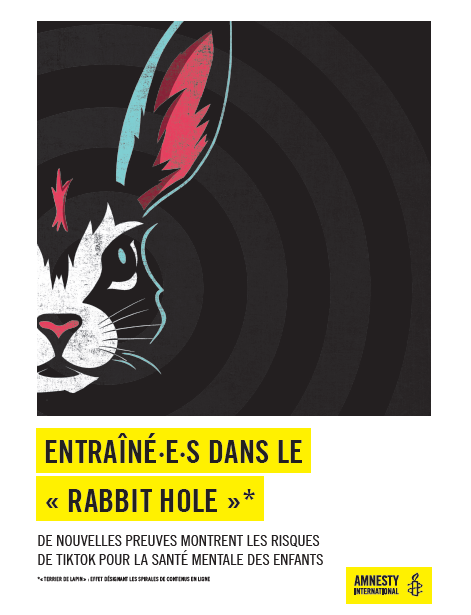 ENTRAÎNÉ·E·S DANS LE
« RABBIT HOLE »*
DE NOUVELLES PREUVES MONTRENT LES RISQUES
DE TIKTOK POUR LA SANTÉ MENTALE DES ENFANTS
*« TERRIER DE LAPIN » : EFFET DÉSIGNANT LES SPIRALES DE CONTENUS EN LIGNE
AMNESTY
INTERNATIONAL